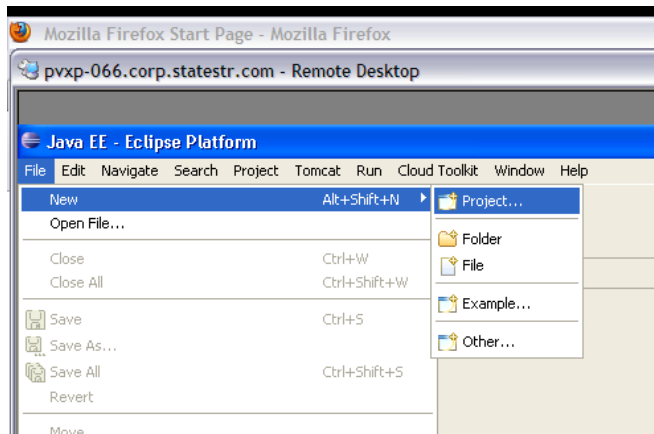 Mozilla Firefox Start Page - Mozilla Firefox
pvxp-066.corp.statestr.com - Remote Desktop
Java EE - Eclipse Platform
File Edit Navigate Search Project Tomcat Run Cloud Toolkit Window Help
New Alt+Shift+N
Project...
Open File...
Folder
Close Ctrl+W
File
Close All Ctrl+Shift+W
Example...
Save Ctrl+S
Save As...
Other...
Save All Ctrl+Shift+S
Revert
Move